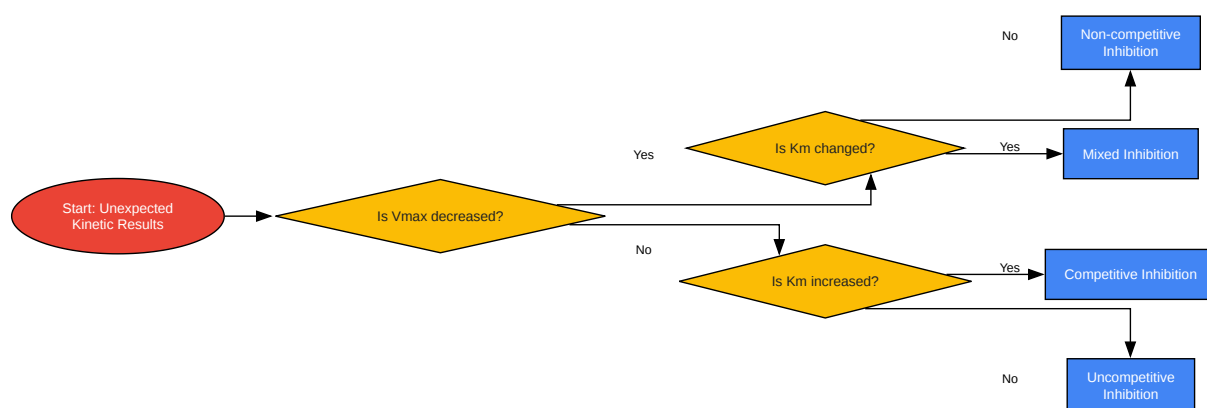 Start: Unexpected
Kinetic Results
Is Vmax decreased?
Yes
No
Is Km changed?
No
Non-competitive
Inhibition
Yes
Mixed Inhibition
Is Km increased?
Yes
Competitive Inhibition
No
Uncompetitive
Inhibition